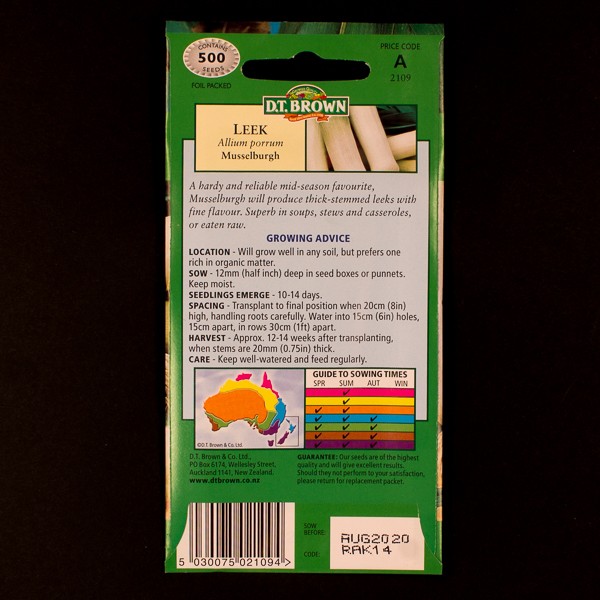 CONTAINS
500
SEEDS
FOIL PACKED
PRICE CODE
A
2109
D.T. BROWN
LEEK
Allium porrum
Musselburgh
A hardy and reliable mid-season favourite,
Musselburgh will produce thick-stemmed leeks with
fine flavour. Superb in soups, stews and casseroles,
or eaten raw.
GROWING ADVICE
LOCATION - Will grow well in any soil, but prefers one
rich in organic matter.
SOW - 12mm (half inch) deep in seed boxes or punnets.
Keep moist.
SEEDLINGS EMERGE - 10-14 days.
SPACING - Transplant to final position when 20cm (8in)
high, handling roots carefully. Water into 15cm (6in) holes,
15cm apart, in rows 30cm (1ft) apart.
HARVEST - Approx. 12-14 weeks after transplanting,
when stems are 20mm (0.75in) thick.
CARE - Keep well-watered and feed regularly.
GUIDE TO SOWING TIMES
SPR SUM AUT WIN
©D.T. Brown & Co. Ltd.
D.T. Brown & Co. Ltd.
PO Box 6174, Wellesley Street,
Auckland 1141, New Zealand.
www.dtbrown.co.nz
GUARANTEE: Our seeds are of the highest
quality and will give excellent results.
Should they not perform to your satisfaction,
please return for replacement packet.
SOW
BEFORE:
AUG2020
CODE:
RAK14
5 030075 021094 >